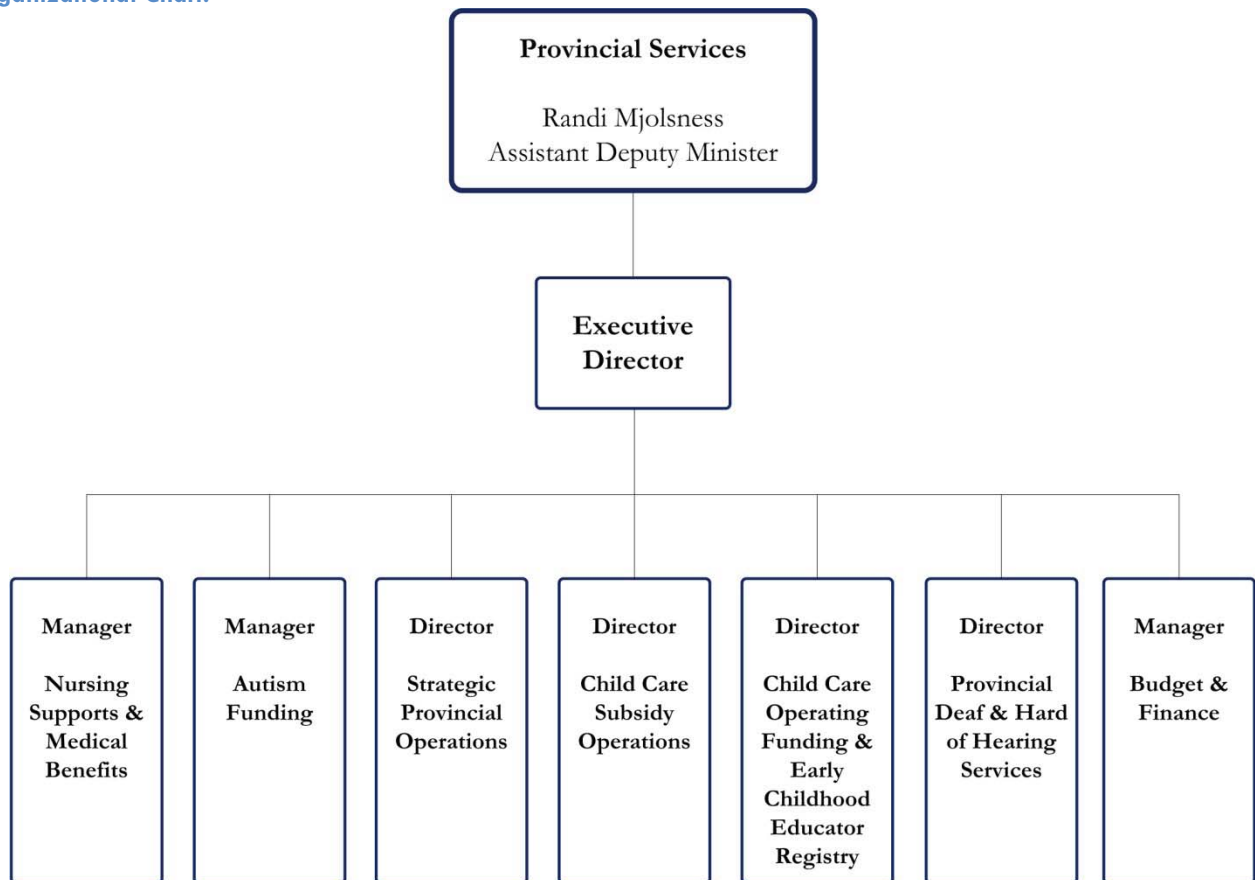 Provincial Services
Randi Mjolsness
Assistant Deputy Minister
Executive
Director
Manager
Nursing
Supports &
Medical
Benefits
Manager
Autism
Funding
Director
Strategic
Provincial
Operations
Director
Child Care
Subsidy
Operations
Director
Child Care
Operating
Funding &
Early
Childhood
Educator
Registry
Director
Provincial
Deaf & Hard
of Hearing
Services
Manager
Budget &
Finance